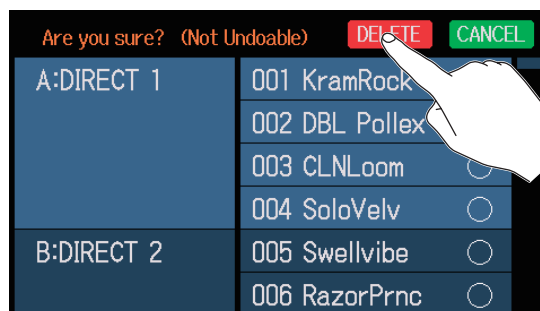 Are you sure? (Not Undoable) DELETE CANCEL
A:DIRECT 1
001 KramRock
002 DBL Pollex
003 CLNLoom
004 SoloVelv
B:DIRECT 2
005 Swellvibe
006 RazorPrnc